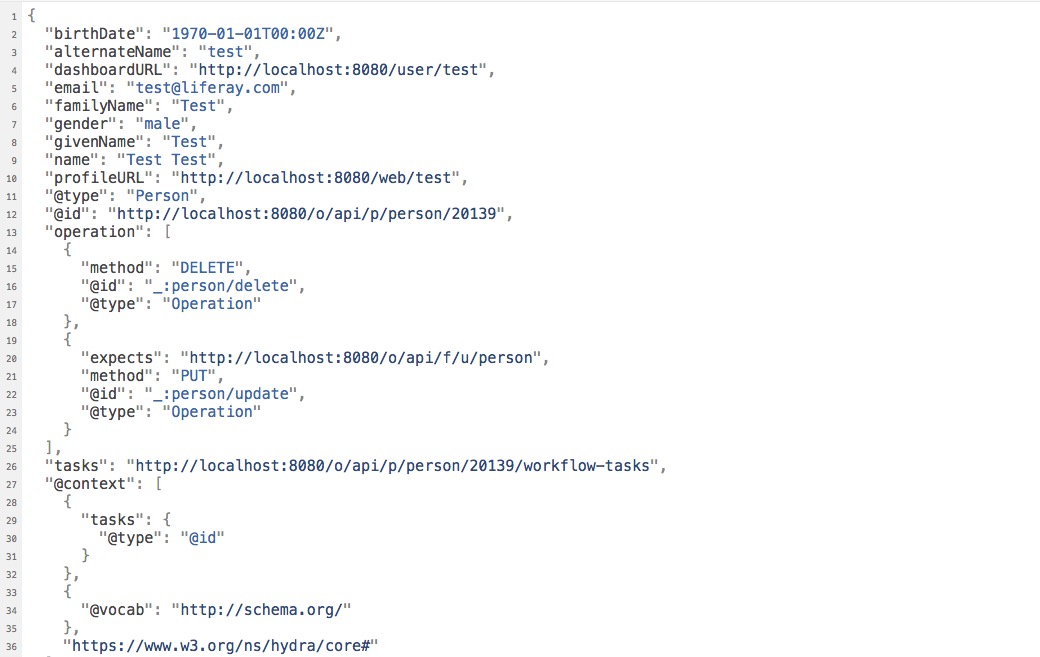 1 {
2   "birthDate": "1970-01-01T00:00Z",
3   "alternateName": "test",
4   "dashboardURL": "http://localhost:8080/user/test",
5   "email": "test@liferay.com",
6   "familyName": "Test",
7   "gender": "male",
8   "givenName": "Test",
9   "name": "Test Test",
10   "profileURL": "http://localhost:8080/web/test",
11   "@type": "Person",
12   "@id": "http://localhost:8080/o/api/p/person/20139",
13   "operation": [
14     {
15       "method": "DELETE",
16       "@id": "_:person/delete",
17       "@type": "Operation"
18     },
19     {
20       "expects": "http://localhost:8080/o/api/f/u/person",
21       "method": "PUT",
22       "@id": "_:person/update",
23       "@type": "Operation"
24     }
25   ],
26   "tasks": "http://localhost:8080/o/api/p/person/20139/workflow-tasks",
27   "@context": [
28     {
29       "tasks": {
30         "@type": "@id"
31       }
32     },
33     {
34       "@vocab": "http://schema.org/"
35     },
36     "https://www.w3.org/ns/hydra/core#"